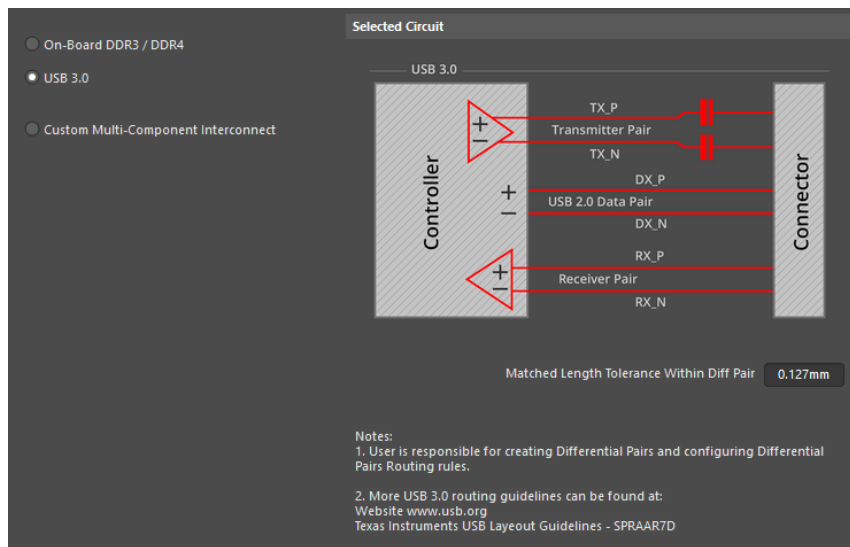 On-Board DDR3 / DDR4
USB 3.0
Custom Multi-Component Interconnect
Selected Circuit
USB 3.0
Controller
+
−
TX_P
Transmitter Pair
TX_N
+
−
DX_P
USB 2.0 Data Pair
DX_N
+
−
RX_P
Receiver Pair
RX_N
Connector
Matched Length Tolerance Within Diff Pair 0.127mm
Notes:
1. User is responsible for creating Differential Pairs and configuring Differential
Pairs Routing rules.
2. More USB 3.0 routing guidelines can be found at:
Website www.usb.org
Texas Instruments USB Layeout Guidelines - SPRAAR7D